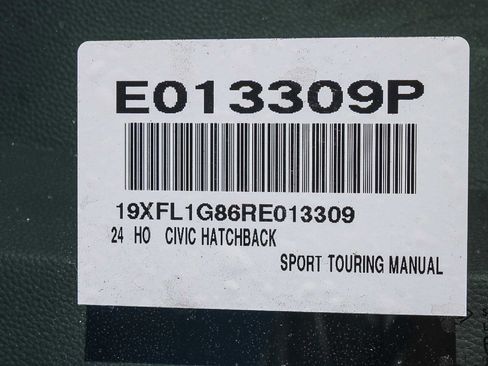 E013309P
19XFL1G86RE013309
24 HO CIVIC HATCHBACK
SPORT TOURING MANUAL